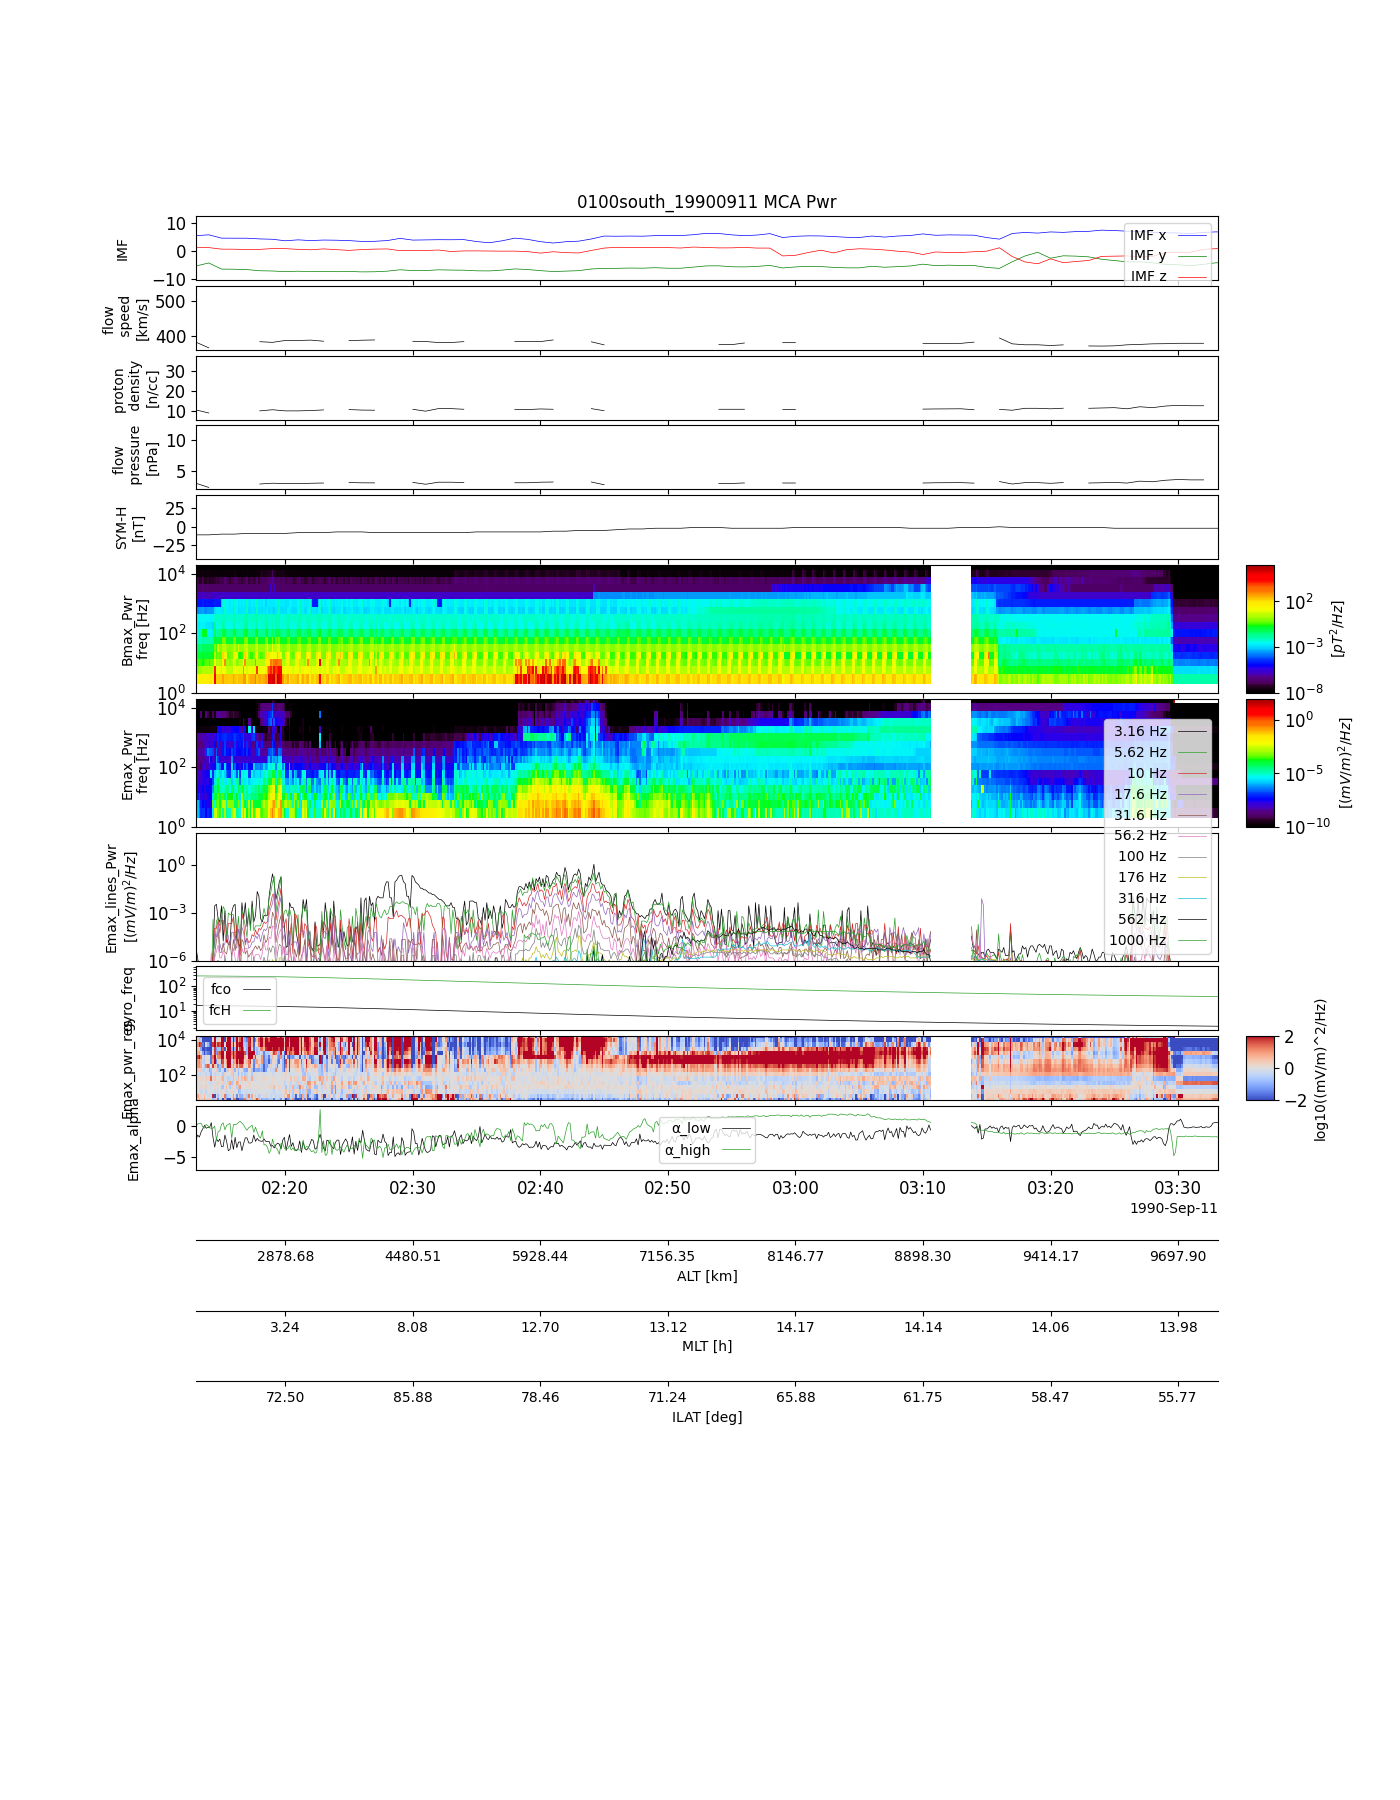 0100south_19900911 MCA Pwr
10
0
−10
IMF
IMF x
IMF y
IMF z
500
400
flow
speed
[km/s]
30
20
10
proton
density
[n/cc]
10
5
flow
pressure
[nPa]
25
0
−25
SYM-H
[nT]
10^4
10^2
10^0
Bmax_Pwr
freq [Hz]
10^2
10^−3
10^−8
[pT^2/Hz]
10^4
10^2
10^0
Emax_Pwr
freq [Hz]
10^0
10^−5
10^−10
[(mV/m)^2/Hz]
3.16 Hz
5.62 Hz
10 Hz
17.6 Hz
31.6 Hz
56.2 Hz
100 Hz
176 Hz
316 Hz
562 Hz
1000 Hz
10^0
10^−3
10^−6
Emax_lines_Pwr
[(mV/m)^2/Hz]
10^2
10^1
gyro_freq
fco
fcH
10^4
10^2
Emax_pwr_res
2
0
−2
log10((mV/m)^2/Hz)
0
−5
Emax_alpha
α_low
α_high
02:20 02:30 02:40 02:50 03:00 03:10 03:20 03:30
1990-Sep-11
2878.68 4480.51 5928.44 7156.35 8146.77 8898.30 9414.17 9697.90
ALT [km]
3.24 8.08 12.70 13.12 14.17 14.14 14.06 13.98
MLT [h]
72.50 85.88 78.46 71.24 65.88 61.75 58.47 55.77
ILAT [deg]